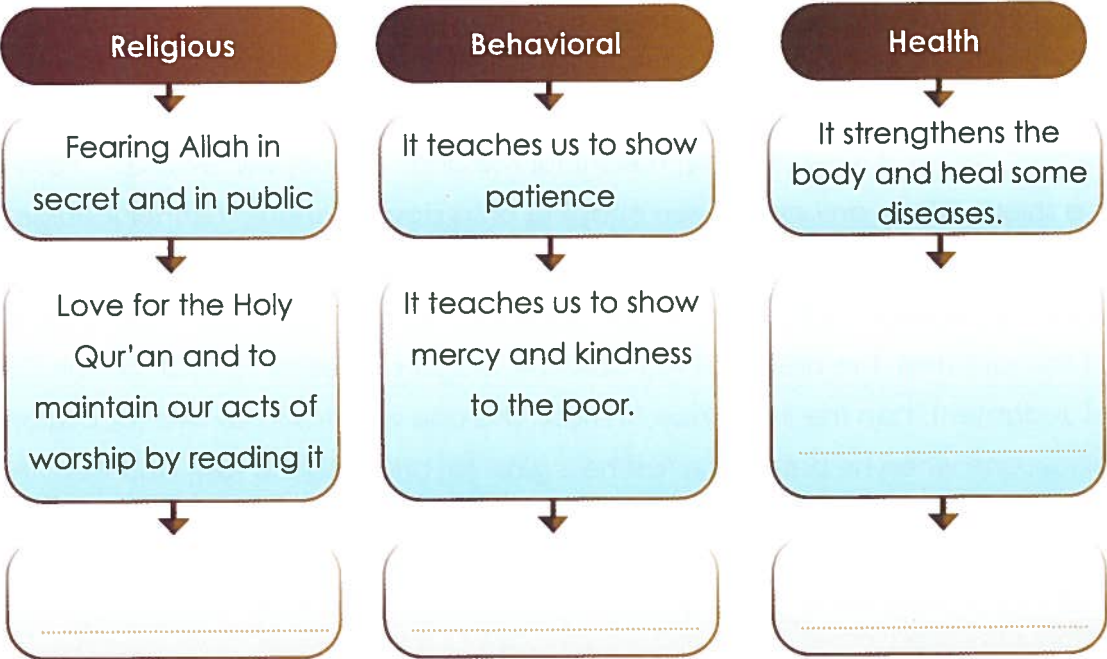 Religious
Fearing Allah in
secret and in public
Love for the Holy
Qur'an and to
maintain our acts of
worship by reading it
Behavioral
It teaches us to show
patience
It teaches us to show
mercy and kindness
to the poor.
Health
It strengthens the
body and heal some
diseases.